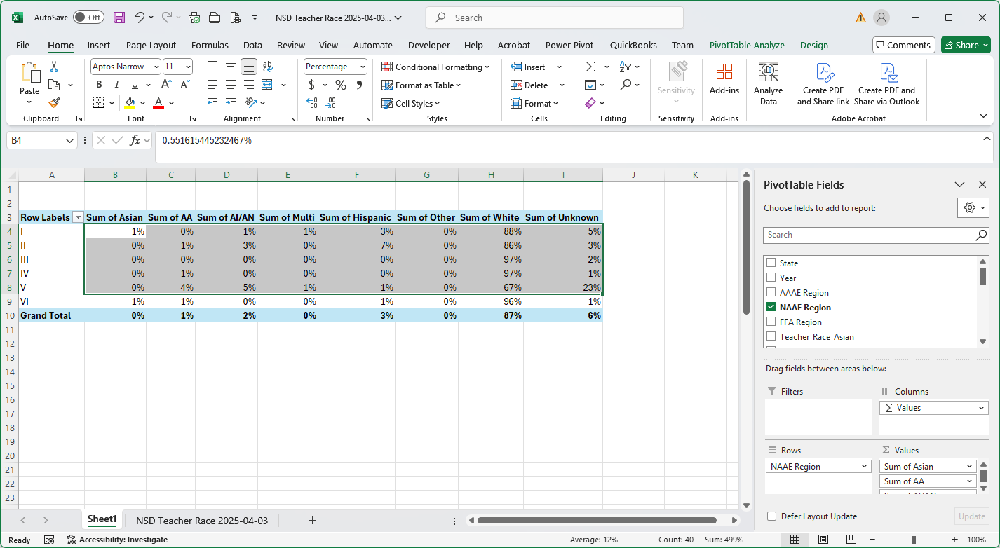 AutoSave Off NSD Teacher Race 2025-04-03... Search
File Home Insert Page Layout Formulas Data Review View Automate Developer Help Acrobat Power Pivot QuickBooks Team PivotTable Analyze Design Comments Share
Paste
Clipboard
Aptos Narrow 11
B I U
Font
Alignment
Percentage
$ % 9
Number
Conditional Formatting
Format as Table
Cell Styles
Styles
Insert
Delete
Format
Cells
Editing
Sensitivity
Sensitivity
Add-ins
Add-ins
Analyze
Data
Create PDF
and Share link
Create PDF and
Share via Outlook
Adobe Acrobat
B4 fx 0.551615445232467%
A B C D E F G H I J K
1
2
3 Row Labels Sum of Asian Sum of AA Sum of AI/AN Sum of Multi Sum of Hispanic Sum of Other Sum of White Sum of Unknown
4 I 1% 0% 1% 1% 3% 0% 88% 5%
5 II 0% 1% 3% 0% 7% 0% 86% 3%
6 III 0% 0% 0% 0% 0% 0% 97% 2%
7 IV 0% 1% 0% 0% 0% 0% 97% 1%
8 V 0% 4% 5% 1% 1% 0% 67% 23%
9 VI 1% 1% 0% 0% 1% 0% 96% 1%
10 Grand Total 0% 1% 2% 0% 3% 0% 87% 6%
11
12
13
14
15
16
17
18
19
20
21
22
23
PivotTable Fields
Choose fields to add to report:
Search
State
Year
AAAE Region
NAAE Region
FFA Region
Teacher_Race_Asian
Drag fields between areas below:
Filters
Columns
Σ Values
Rows
NAAE Region
Σ Values
Sum of Asian
Sum of AA
Sum of AI/AN
Defer Layout Update Update
Sheet1 NSD Teacher Race 2025-04-03
Ready Accessibility: Investigate Average: 12% Count: 40 Sum: 499% 100%